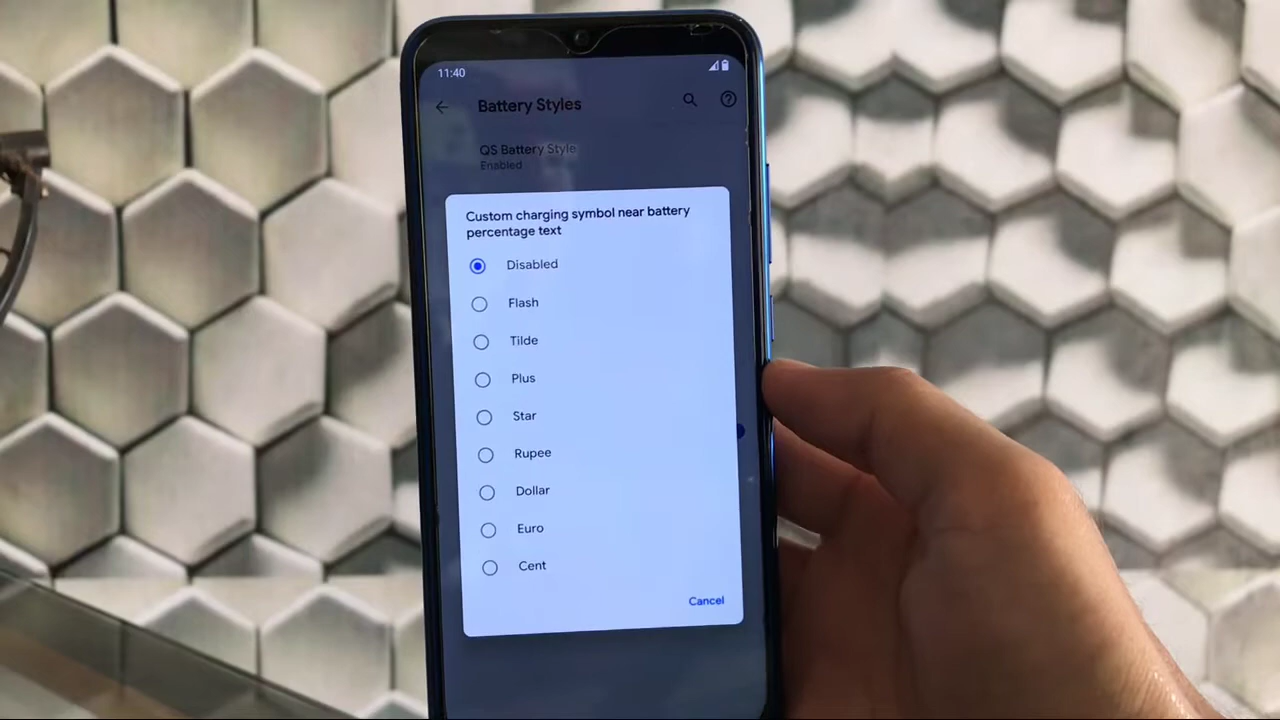 11:40
Battery Styles
QS Battery Style
Enabled
Custom charging symbol near battery
percentage text
Disabled
Flash
Tilde
Plus
Star
Rupee
Dollar
Euro
Cent
Cancel